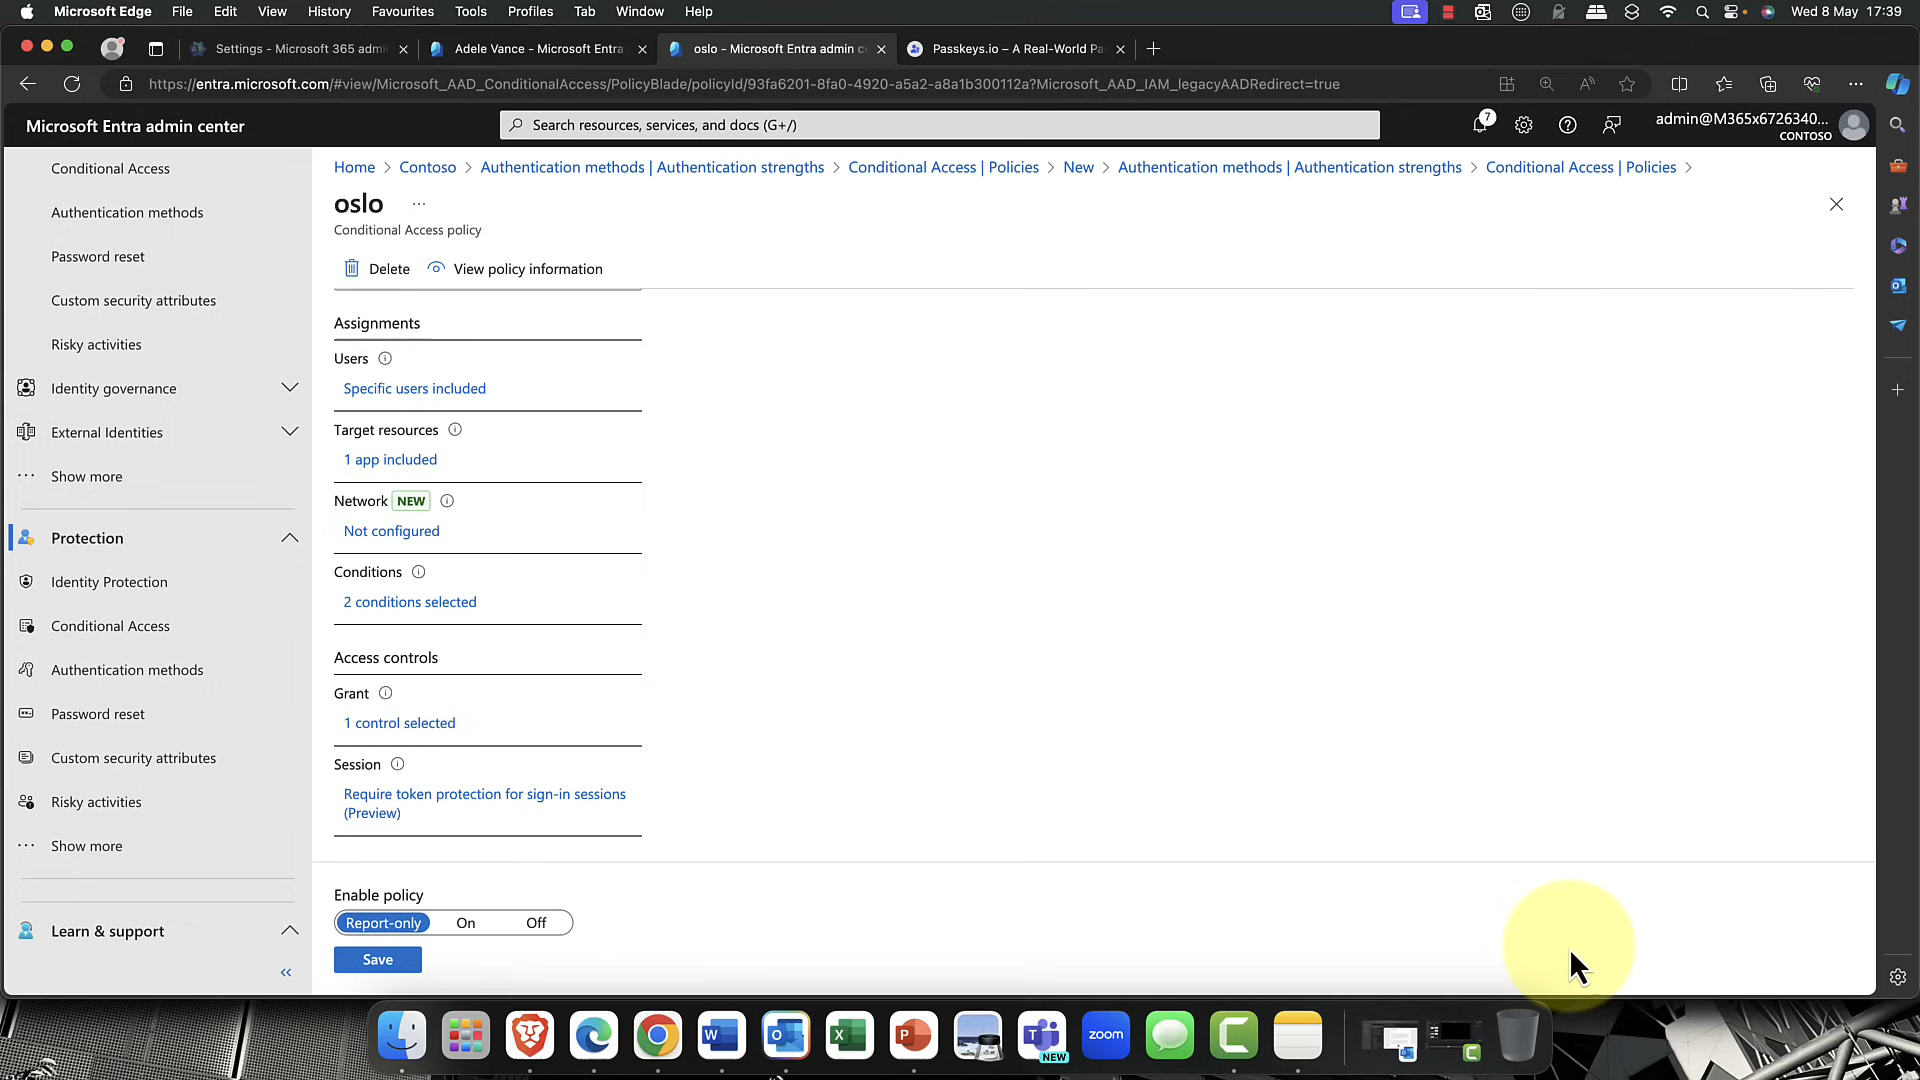 Microsoft Edge File Edit View History Favourites Tools Profiles Tab Window Help Wed 8 May 17:39
Settings - Microsoft 365 admi Adele Vance - Microsoft Entra oslo - Microsoft Entra admin c Passkeys.io – A Real-World Pa
https://entra.microsoft.com/#view/Microsoft_AAD_ConditionalAccess/PolicyBlade/policyId/93fa6201-8fa0-4920-a5a2-a8a1b300112a?Microsoft_AAD_IAM_legacyAADRedirect=true
Microsoft Entra admin center
Search resources, services, and docs (G+/)
7
admin@M365x6726340...
CONTOSO
Conditional Access
Authentication methods
Password reset
Custom security attributes
Risky activities
Identity governance
External Identities
Show more
Protection
Identity Protection
Conditional Access
Authentication methods
Password reset
Custom security attributes
Risky activities
Show more
Learn & support
Home > Contoso > Authentication methods | Authentication strengths > Conditional Access | Policies > New > Authentication methods | Authentication strengths > Conditional Access | Policies >
oslo ...
Conditional Access policy
Delete View policy information
Assignments
Users
Specific users included
Target resources
1 app included
Network NEW
Not configured
Conditions
2 conditions selected
Access controls
Grant
1 control selected
Session
Require token protection for sign-in sessions
(Preview)
Enable policy
Report-only On Off
Save
NEW
zoom